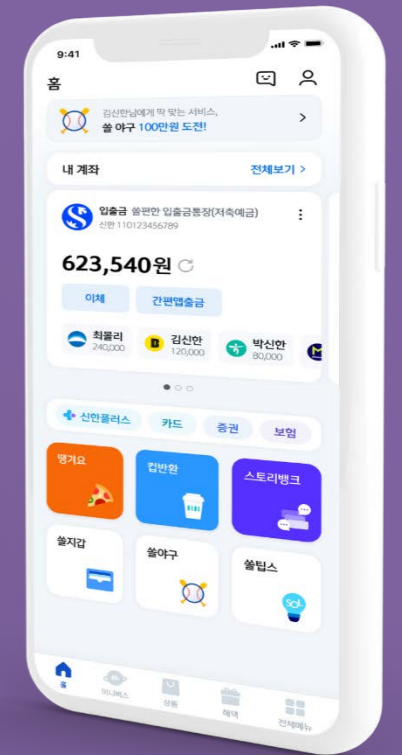 9:41
홈
김신한님에게 딱 맞는 서비스,
쏠 야구 100만원 도전!
내 계좌
전체보기 >
입출금 쏠편한 입출금통장(저축예금)
신한 110123456789
623,540원
이체
간편앱출금
최몰리
240,000
김신한
120,000
박신한
80,000
신한플러스
카드
증권
보험
땡겨요
컵반환
스토리뱅크
쏠지갑
쏠야구
쏠팁스
sol
홈
머니버스
상품
혜택
전체메뉴